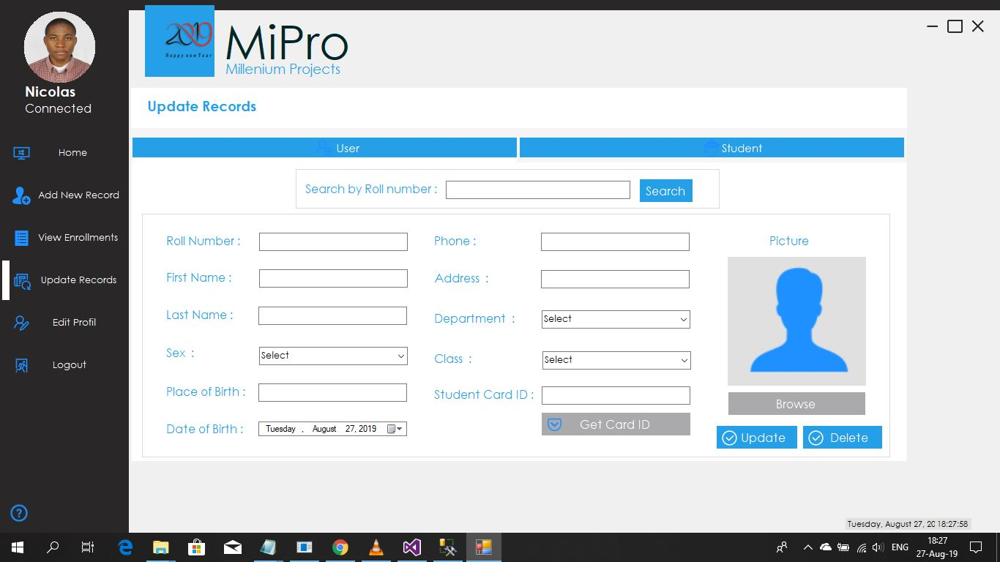 2019
Happy new Year
MiPro
Millenium Projects
Nicolas
Connected
Home
Add New Record
View Enrollments
Update Records
Edit Profil
Logout
Update Records
User
Student
Search by Roll number :
Search
Roll Number :
First Name :
Last Name :
Sex :
Select
Place of Birth :
Date of Birth :
Tuesday , August 27, 2019
Phone :
Address :
Department :
Select
Class :
Select
Student Card ID :
Get Card ID
Picture
Browse
Update
Delete
?
Tuesday, August 27, 20 18:27:58
ENG
18:27
27-Aug-19